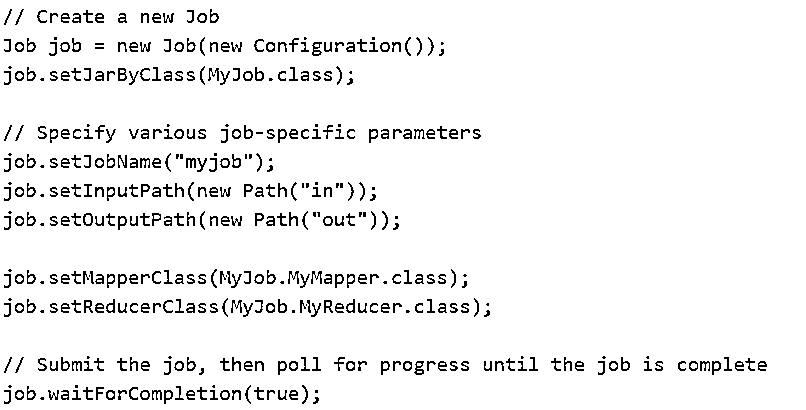 // Create a new Job
Job job = new Job(new Configuration());
job.setJarByClass(MyJob.class);

// Specify various job-specific parameters
job.setJobName("myjob");
job.setInputPath(new Path("in"));
job.setOutputPath(new Path("out"));

job.setMapperClass(MyJob.MyMapper.class);
job.setReducerClass(MyJob.MyReducer.class);

// Submit the job, then poll for progress until the job is complete
job.waitForCompletion(true);